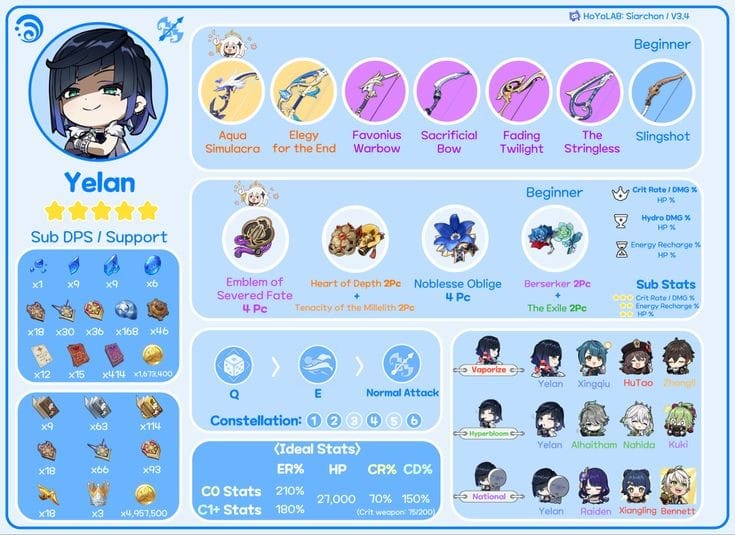 HoYoLAB: Siarchon / V3.4
Beginner
Aqua
Simulacra
Elegy
for the End
Favonius
Warbow
Sacrificial
Bow
Fading
Twilight
The
Stringless
Slingshot
Yelan
Sub DPS / Support
x1
x9
x9
x6
x18
x30
x36
x168
x46
x12
x15
x414
x1,673,400
x9
x63
x114
x18
x66
x93
x18
x3
x4,957,500
Beginner
Emblem of
Severed Fate
4 Pc
Heart of Depth 2Pc
+
Tenacity of the Millelith 2Pc
Noblesse Oblige
4 Pc
Berserker 2Pc
+
The Exile 2Pc
Crit Rate / DMG %
HP %
Hydro DMG %
HP %
Energy Recharge %
HP %
Sub Stats
Crit Rate / DMG %
Energy Recharge %
HP %
Q
E
Normal Attack
Constellation: 1 2 3 4 5 6
〈Ideal Stats〉
ER% HP CR% CD%
C0 Stats 210%
C1+ Stats 180%
27,000 70% 150%
(Crit weapon: 75/200)
Vaporize
Yelan Xingqiu HuTao Zhongli
Hyperbloom
Yelan Alhaitham Nahida Kuki
National
Yelan Raiden Xiangling Bennett